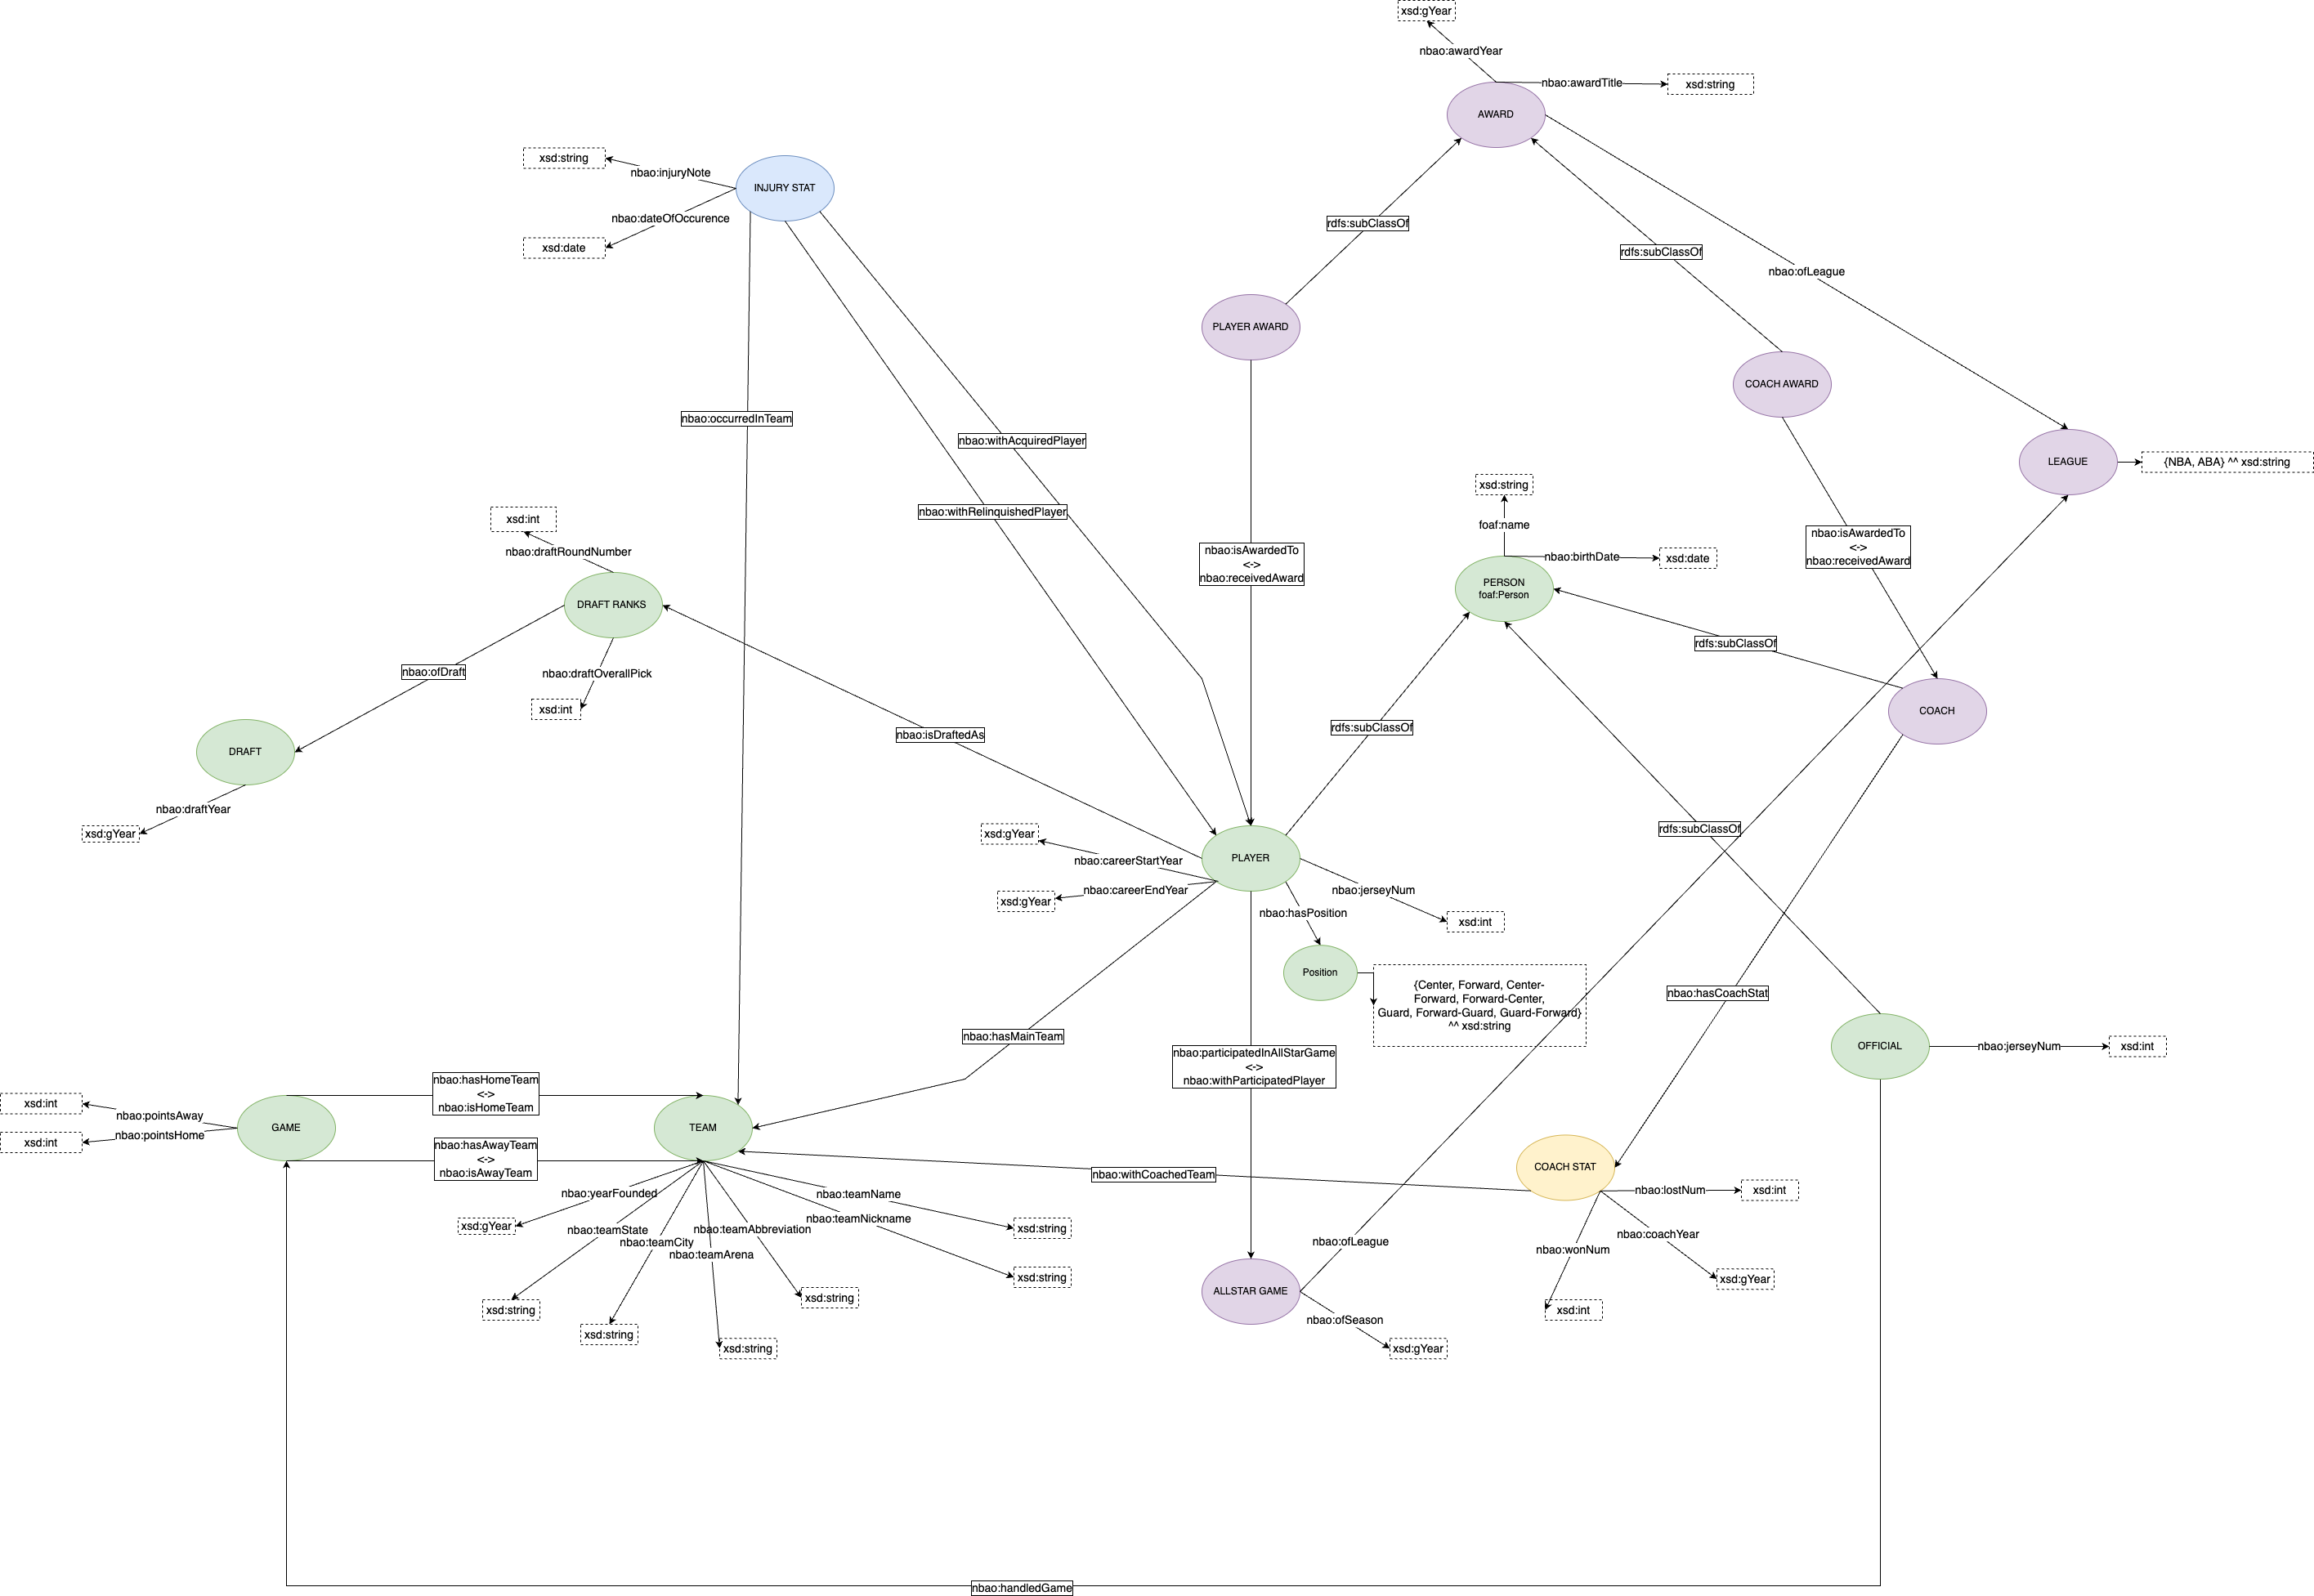 xsd:gYear
nbao:awardYear
nbao:awardTitle
xsd:string
AWARD
xsd:string
nbao:injuryNote
INJURY STAT
nbao:dateOfOccurence
xsd:date
rdfs:subClassOf
rdfs:subClassOf
nbao:ofLeague
PLAYER AWARD
COACH AWARD
nbao:occurredInTeam
nbao:withAcquiredPlayer
LEAGUE
{NBA, ABA} ^^ xsd:string
xsd:string
nbao:withRelinquishedPlayer
xsd:int
foaf:name
nbao:draftRoundNumber
nbao:isAwardedTo
<->
nbao:receivedAward
nbao:birthDate
xsd:date
nbao:isAwardedTo
<->
nbao:receivedAward
PERSON
foaf:Person
DRAFT RANKS
rdfs:subClassOf
nbao:ofDraft
nbao:draftOverallPick
xsd:int
COACH
rdfs:subClassOf
nbao:isDraftedAs
DRAFT
nbao:draftYear
xsd:gYear
xsd:gYear
rdfs:subClassOf
nbao:careerStartYear
PLAYER
nbao:careerEndYear
xsd:gYear
nbao:jerseyNum
nbao:hasPosition
xsd:int
Position
{Center, Forward, Center-
Forward, Forward-Center,
Guard, Forward-Guard, Guard-Forward}
^^ xsd:string
nbao:hasCoachStat
nbao:hasMainTeam
OFFICIAL
nbao:jerseyNum
xsd:int
nbao:participatedInAllStarGame
<->
nbao:withParticipatedPlayer
nbao:hasHomeTeam
<->
nbao:isHomeTeam
xsd:int
nbao:pointsAway
GAME
TEAM
nbao:pointsHome
xsd:int
nbao:hasAwayTeam
<->
nbao:isAwayTeam
COACH STAT
nbao:withCoachedTeam
nbao:lostNum
xsd:int
nbao:yearFounded
nbao:teamName
xsd:gYear
nbao:teamNickname
xsd:string
nbao:teamState
nbao:teamAbbreviation
nbao:teamCity
nbao:teamArena
nbao:ofLeague
nbao:coachYear
nbao:wonNum
xsd:string
xsd:gYear
ALLSTAR GAME
xsd:string
xsd:string
xsd:int
nbao:ofSeason
xsd:string
xsd:string
xsd:gYear
nbao:handledGame